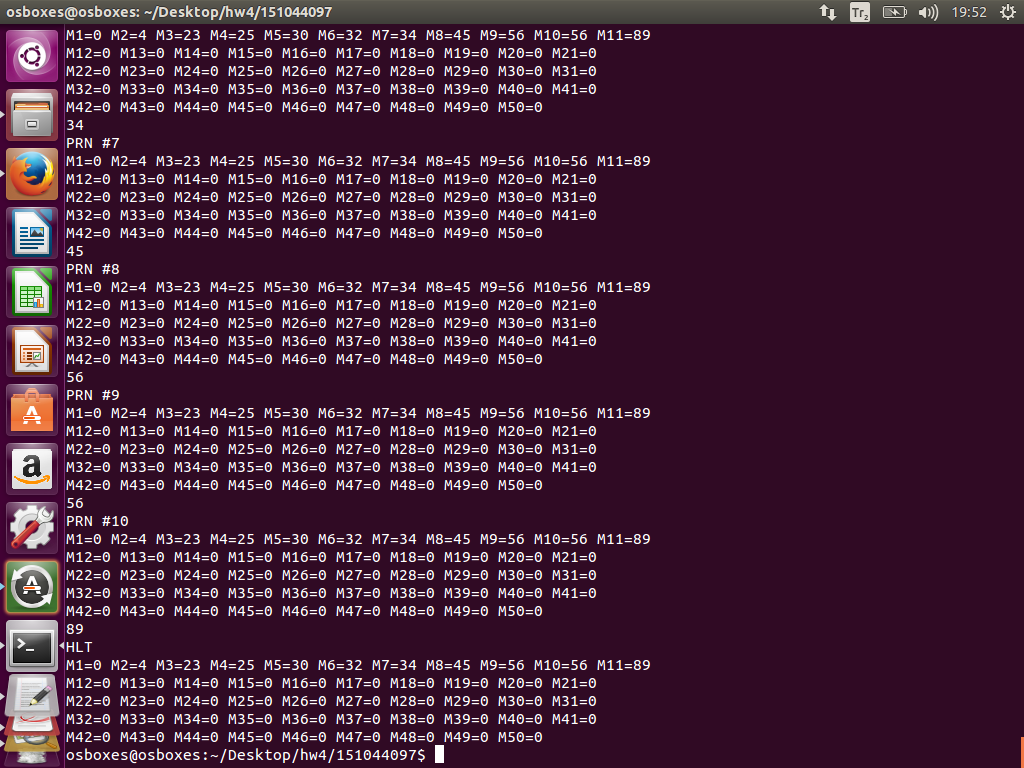 osboxes@osboxes: ~/Desktop/hw4/151044097
Tr2
19:52
M1=0 M2=4 M3=23 M4=25 M5=30 M6=32 M7=34 M8=45 M9=56 M10=56 M11=89
M12=0 M13=0 M14=0 M15=0 M16=0 M17=0 M18=0 M19=0 M20=0 M21=0
M22=0 M23=0 M24=0 M25=0 M26=0 M27=0 M28=0 M29=0 M30=0 M31=0
M32=0 M33=0 M34=0 M35=0 M36=0 M37=0 M38=0 M39=0 M40=0 M41=0
M42=0 M43=0 M44=0 M45=0 M46=0 M47=0 M48=0 M49=0 M50=0
34
PRN #7
M1=0 M2=4 M3=23 M4=25 M5=30 M6=32 M7=34 M8=45 M9=56 M10=56 M11=89
M12=0 M13=0 M14=0 M15=0 M16=0 M17=0 M18=0 M19=0 M20=0 M21=0
M22=0 M23=0 M24=0 M25=0 M26=0 M27=0 M28=0 M29=0 M30=0 M31=0
M32=0 M33=0 M34=0 M35=0 M36=0 M37=0 M38=0 M39=0 M40=0 M41=0
M42=0 M43=0 M44=0 M45=0 M46=0 M47=0 M48=0 M49=0 M50=0
45
PRN #8
M1=0 M2=4 M3=23 M4=25 M5=30 M6=32 M7=34 M8=45 M9=56 M10=56 M11=89
M12=0 M13=0 M14=0 M15=0 M16=0 M17=0 M18=0 M19=0 M20=0 M21=0
M22=0 M23=0 M24=0 M25=0 M26=0 M27=0 M28=0 M29=0 M30=0 M31=0
M32=0 M33=0 M34=0 M35=0 M36=0 M37=0 M38=0 M39=0 M40=0 M41=0
M42=0 M43=0 M44=0 M45=0 M46=0 M47=0 M48=0 M49=0 M50=0
56
PRN #9
M1=0 M2=4 M3=23 M4=25 M5=30 M6=32 M7=34 M8=45 M9=56 M10=56 M11=89
M12=0 M13=0 M14=0 M15=0 M16=0 M17=0 M18=0 M19=0 M20=0 M21=0
M22=0 M23=0 M24=0 M25=0 M26=0 M27=0 M28=0 M29=0 M30=0 M31=0
M32=0 M33=0 M34=0 M35=0 M36=0 M37=0 M38=0 M39=0 M40=0 M41=0
M42=0 M43=0 M44=0 M45=0 M46=0 M47=0 M48=0 M49=0 M50=0
56
PRN #10
M1=0 M2=4 M3=23 M4=25 M5=30 M6=32 M7=34 M8=45 M9=56 M10=56 M11=89
M12=0 M13=0 M14=0 M15=0 M16=0 M17=0 M18=0 M19=0 M20=0 M21=0
M22=0 M23=0 M24=0 M25=0 M26=0 M27=0 M28=0 M29=0 M30=0 M31=0
M32=0 M33=0 M34=0 M35=0 M36=0 M37=0 M38=0 M39=0 M40=0 M41=0
M42=0 M43=0 M44=0 M45=0 M46=0 M47=0 M48=0 M49=0 M50=0
89
HLT
M1=0 M2=4 M3=23 M4=25 M5=30 M6=32 M7=34 M8=45 M9=56 M10=56 M11=89
M12=0 M13=0 M14=0 M15=0 M16=0 M17=0 M18=0 M19=0 M20=0 M21=0
M22=0 M23=0 M24=0 M25=0 M26=0 M27=0 M28=0 M29=0 M30=0 M31=0
M32=0 M33=0 M34=0 M35=0 M36=0 M37=0 M38=0 M39=0 M40=0 M41=0
M42=0 M43=0 M44=0 M45=0 M46=0 M47=0 M48=0 M49=0 M50=0
osboxes@osboxes:~/Desktop/hw4/151044097$